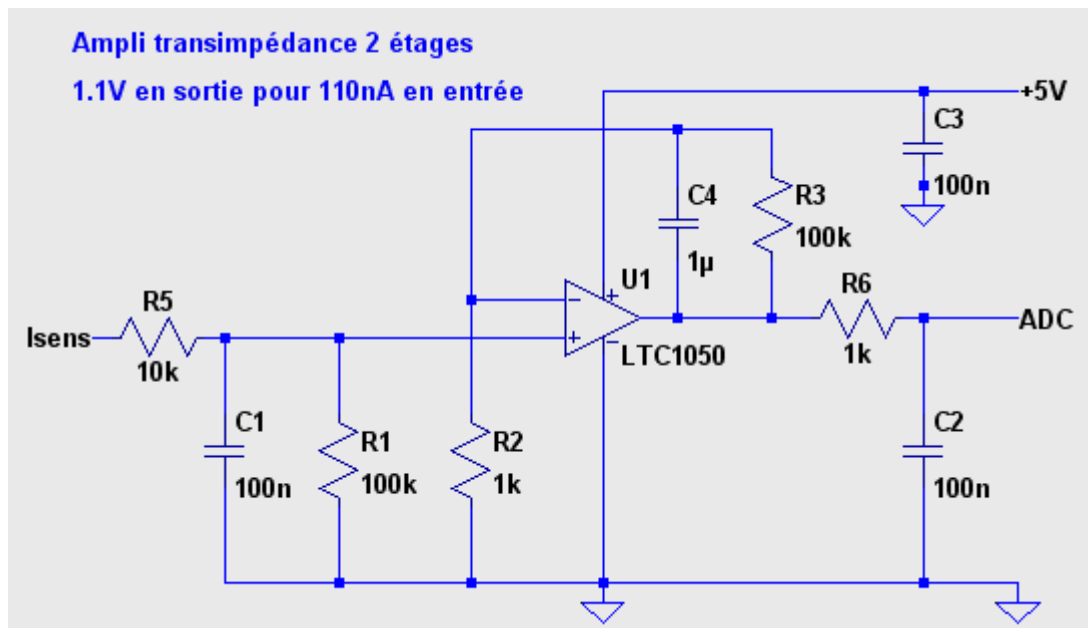 Ampli transimpédance 2 étages
1.1V en sortie pour 110nA en entrée
+5V
C3
100n
C4
1µ
R3
100k
U1
+
−
+
−
LTC1050
R6
1k
ADC
R5
10k
Isens
C1
100n
R1
100k
R2
1k
C2
100n